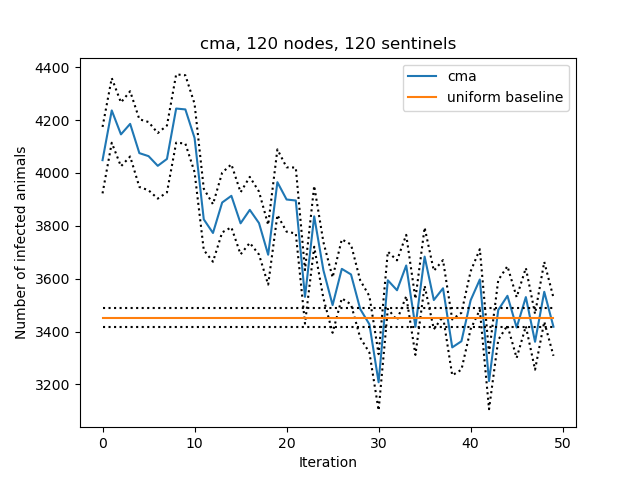 cma, 120 nodes, 120 sentinels
cma
uniform baseline
Number of infected animals
4400
4200
4000
3800
3600
3400
3200
0 10 20 30 40 50
Iteration